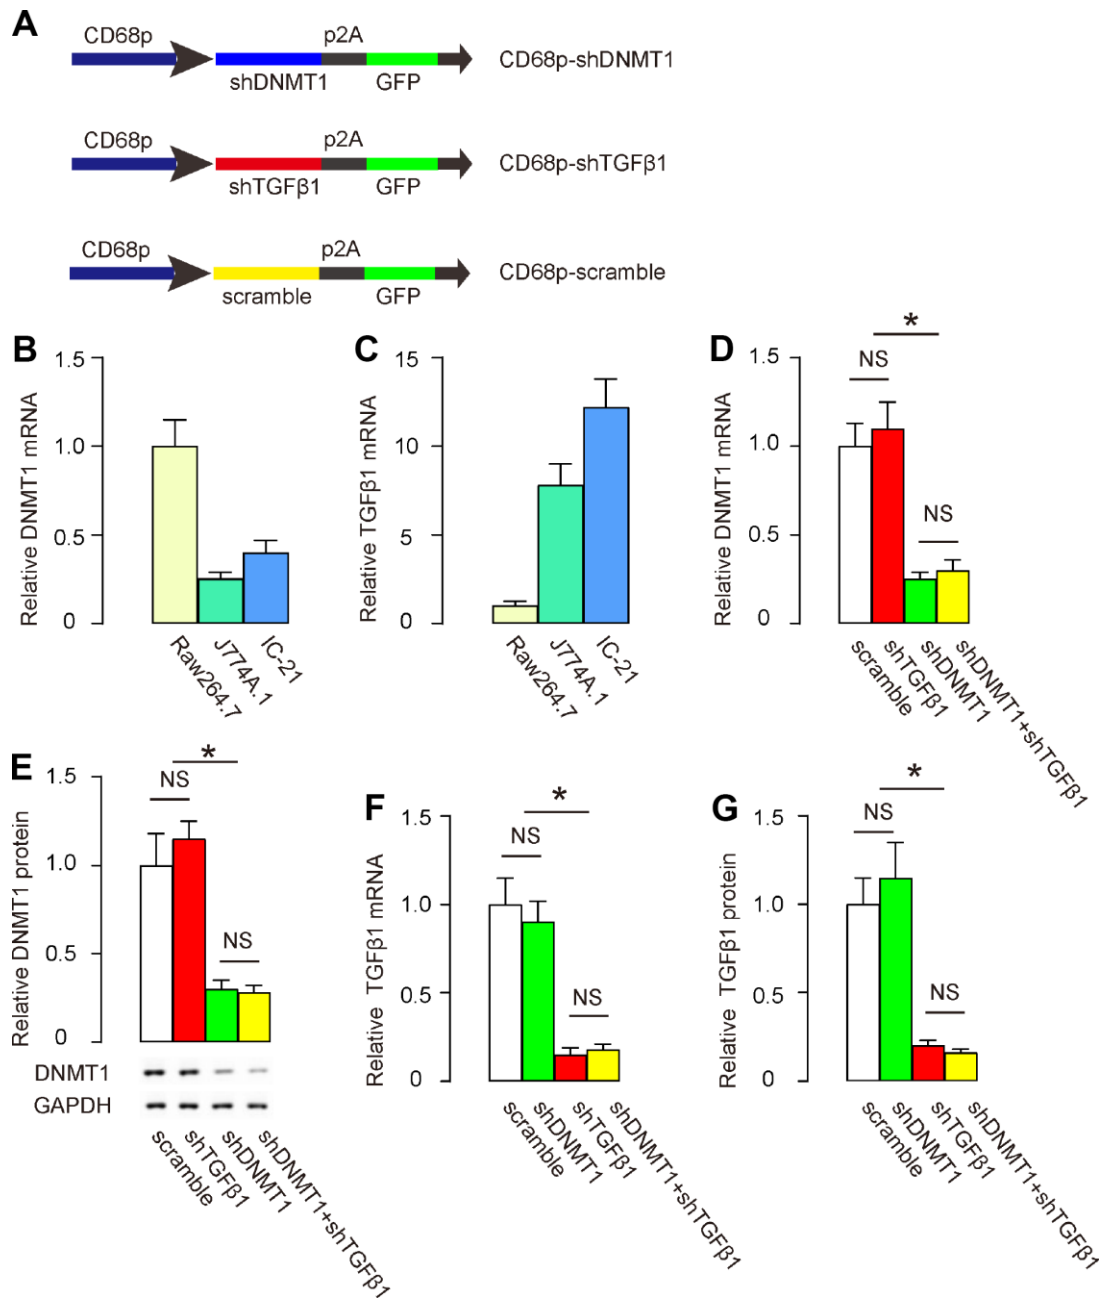 A
CD68p
p2A
shDNMT1
GFP
CD68p-shDNMT1
CD68p
p2A
shTGFβ1
GFP
CD68p-shTGFβ1
CD68p
p2A
scramble
GFP
CD68p-scramble
B
Relative DNMT1 mRNA
1.5
1.0
0.5
0
Raw264.7
J774A.1
IC-21
C
Relative TGFβ1 mRNA
15
10
5
0
Raw264.7
J774A.1
IC-21
D
Relative DNMT1 mRNA
1.5
1.0
0.5
0
NS
*
NS
scramble
shTGFβ1
shDNMT1
shDNMT1+shTGFβ1
E
Relative DNMT1 protein
1.5
1.0
0.5
0
NS
*
NS
DNMT1
GAPDH
scramble
shTGFβ1
shDNMT1
shDNMT1+shTGFβ1
F
Relative TGFβ1 mRNA
1.5
1.0
0.5
0
NS
*
NS
scramble
shDNMT1
shTGFβ1
shDNMT1+shTGFβ1
G
Relative TGFβ1 protein
1.5
1.0
0.5
0
NS
*
NS
scramble
shDNMT1
shTGFβ1
shDNMT1+shTGFβ1